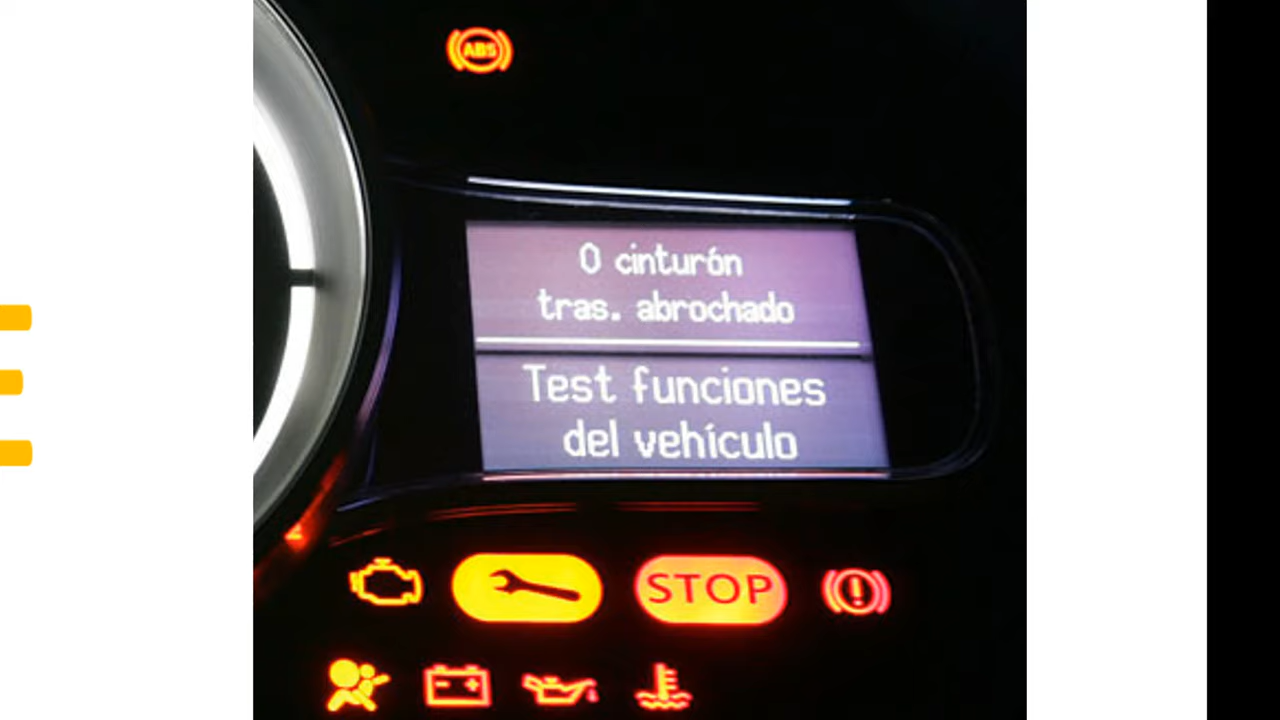 ABS
0 cinturón
tras. abrochado
Test funciones
del vehículo
STOP